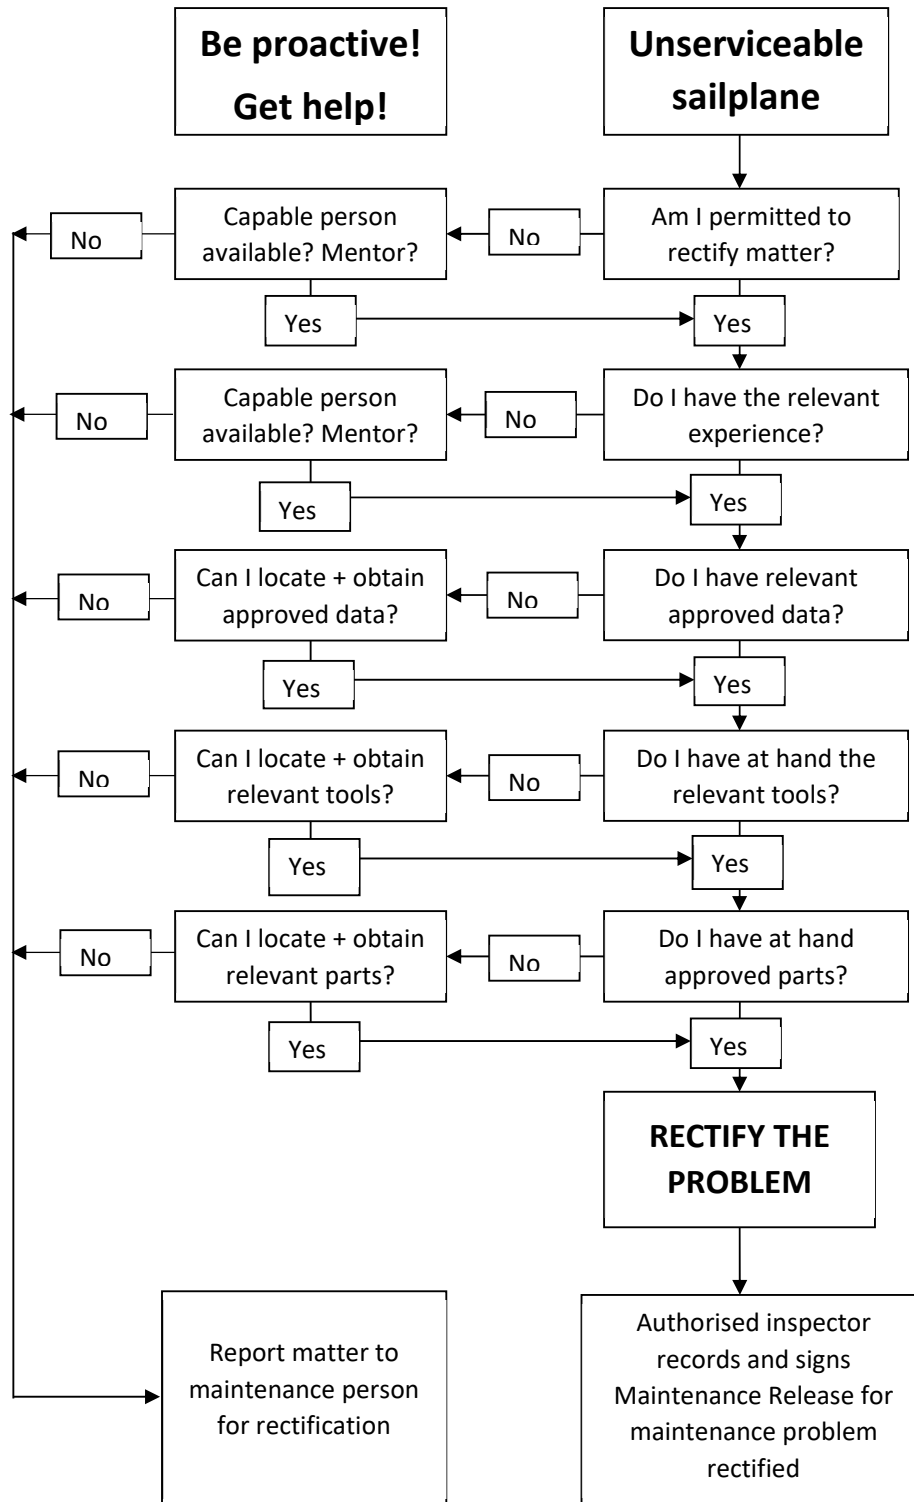 Be proactive!
Get help!
Unserviceable
sailplane
No
Capable person
available? Mentor?
No
Am I permitted to
rectify matter?
Yes
Yes
No
Capable person
available? Mentor?
No
Do I have the relevant
experience?
Yes
Yes
No
Can I locate + obtain
approved data?
No
Do I have relevant
approved data?
Yes
Yes
No
Can I locate + obtain
relevant tools?
No
Do I have at hand the
relevant tools?
Yes
Yes
No
Can I locate + obtain
relevant parts?
No
Do I have at hand
approved parts?
Yes
Yes
RECTIFY THE
PROBLEM
Report matter to
maintenance person
for rectification
Authorised inspector
records and signs
Maintenance Release for
maintenance problem
rectified